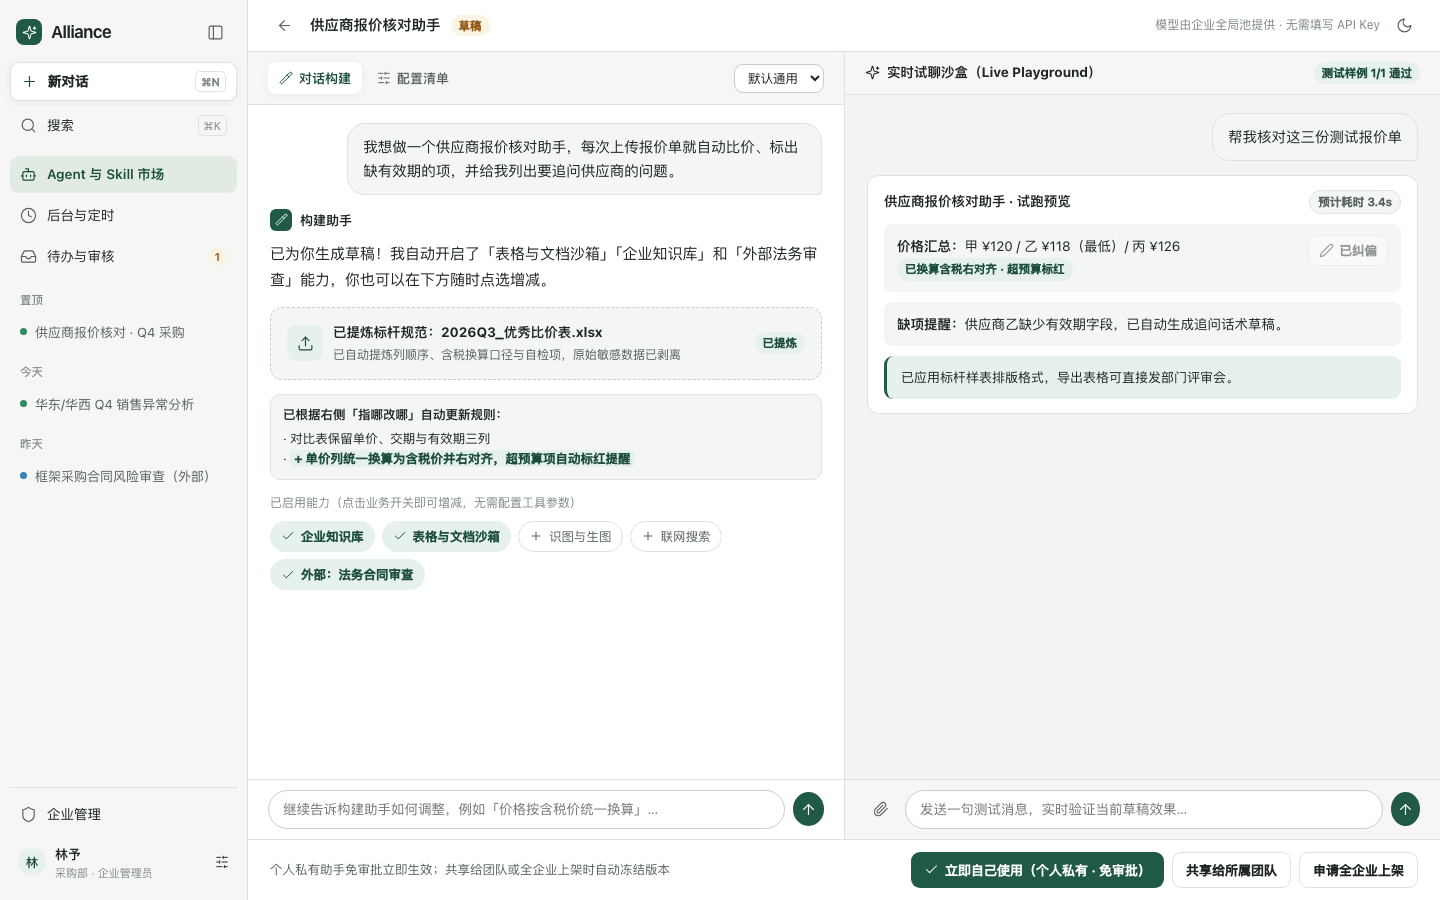 Alliance
新对话
⌘N
搜索
⌘K
Agent 与 Skill 市场
后台与定时
待办与审核
1
置顶
供应商报价核对 · Q4 采购
今天
华东/华西 Q4 销售异常分析
昨天
框架采购合同风险审查（外部）
企业管理
林
林予
采购部 · 企业管理员
供应商报价核对助手
草稿
模型由企业全局池提供 · 无需填写 API Key
对话构建
配置清单
默认通用
我想做一个供应商报价核对助手，每次上传报价单就自动比价、标出
缺有效期的项，并给我列出要追问供应商的问题。
构建助手
已为你生成草稿！我自动开启了「表格与文档沙箱」「企业知识库」和「外部法务审
查」能力，你也可以在下方随时点选增减。
已提炼标杆规范：2026Q3_优秀比价表.xlsx
已自动提炼列顺序、含税换算口径与自检项，原始敏感数据已剥离
已提炼
已根据右侧「指哪改哪」自动更新规则：
· 对比表保留单价、交期与有效期三列
· + 单价列统一换算为含税价并右对齐，超预算项自动标红提醒
已启用能力（点击业务开关即可增减，无需配置工具参数）
企业知识库
表格与文档沙箱
识图与生图
联网搜索
外部：法务合同审查
继续告诉构建助手如何调整，例如「价格按含税价统一换算」...
实时试聊沙盒（Live Playground）
测试样例 1/1 通过
帮我核对这三份测试报价单
供应商报价核对助手 · 试跑预览
预计耗时 3.4s
价格汇总：甲 ¥120 / 乙 ¥118（最低）/ 丙 ¥126
已换算含税右对齐 · 超预算标红
已纠偏
缺项提醒：供应商乙缺少有效期字段，已自动生成追问话术草稿。
已应用标杆样表排版格式，导出表格可直接发部门评审会。
发送一句测试消息，实时验证当前草稿效果...
个人私有助手免审批立即生效；共享给团队或全企业上架时自动冻结版本
立即自己使用（个人私有 · 免审批）
共享给所属团队
申请全企业上架